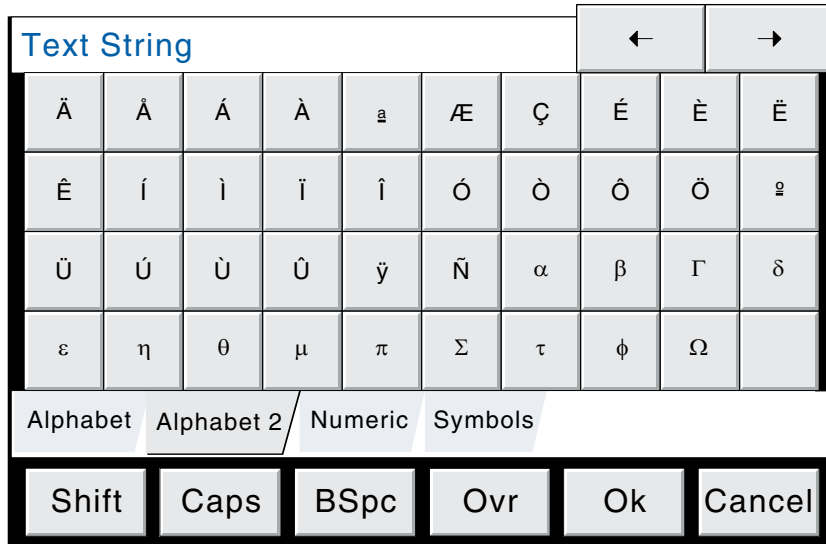 Text String ← →
Ä Å Á À ª Æ Ç É È Ë
Ê Í Ì Ï Î Ó Ò Ô Ö º
Ü Ú Ù Û ÿ Ñ α β Γ δ
ε η θ μ π Σ τ ϕ Ω
Alphabet Alphabet 2 Numeric Symbols
Shift Caps BSpc Ovr Ok Cancel